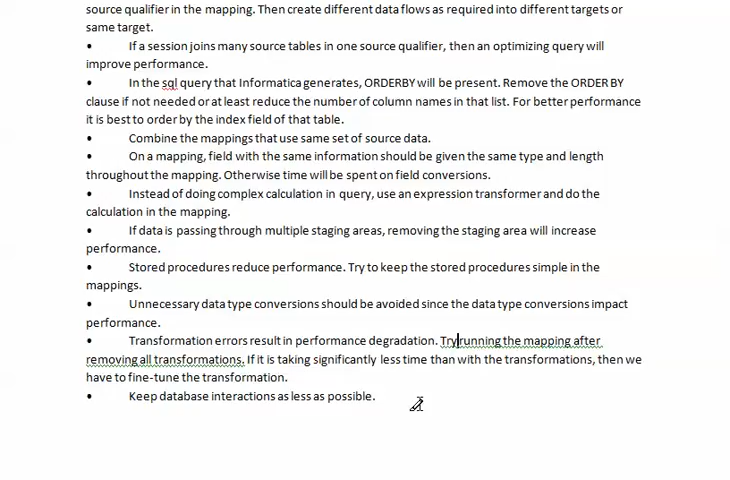 source qualifier in the mapping. Then create different data flows as required into different targets or
same target.
• If a session joins many source tables in one source qualifier, then an optimizing query will
improve performance.
• In the sql query that Informatica generates, ORDERBY will be present. Remove the ORDER BY
clause if not needed or at least reduce the number of column names in that list. For better performance
it is best to order by the index field of that table.
• Combine the mappings that use same set of source data.
• On a mapping, field with the same information should be given the same type and length
throughout the mapping. Otherwise time will be spent on field conversions.
• Instead of doing complex calculation in query, use an expression transformer and do the
calculation in the mapping.
• If data is passing through multiple staging areas, removing the staging area will increase
performance.
• Stored procedures reduce performance. Try to keep the stored procedures simple in the
mappings.
• Unnecessary data type conversions should be avoided since the data type conversions impact
performance.
• Transformation errors result in performance degradation. Try running the mapping after
removing all transformations. If it is taking significantly less time than with the transformations, then we
have to fine-tune the transformation.
• Keep database interactions as less as possible.